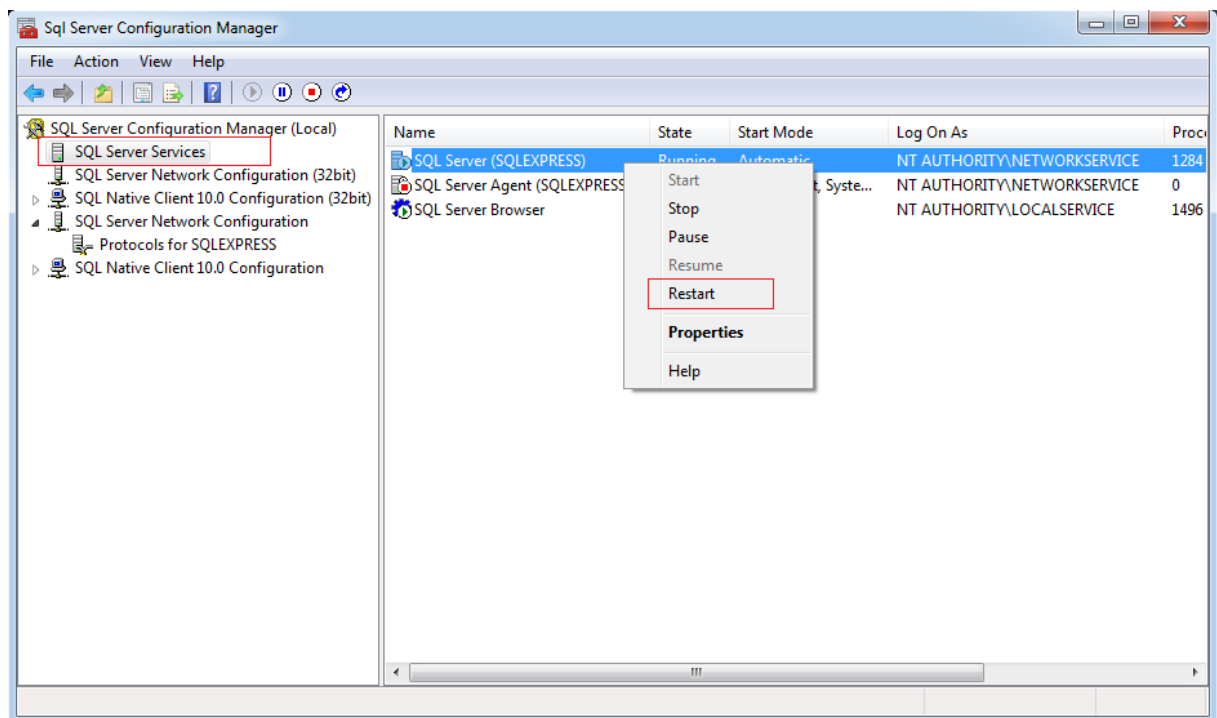 Sql Server Configuration Manager
File Action View Help
SQL Server Configuration Manager (Local)
SQL Server Services
SQL Server Network Configuration (32bit)
SQL Native Client 10.0 Configuration (32bit)
SQL Server Network Configuration
Protocols for SQLEXPRESS
SQL Native Client 10.0 Configuration
Name State Start Mode Log On As
SQL Server (SQLEXPRESS) Running Automatic NT AUTHORITY\NETWORKSERVICE 1284
SQL Server Agent (SQLEXPRESS Syste... NT AUTHORITY\NETWORKSERVICE 0
SQL Server Browser NT AUTHORITY\LOCALSERVICE 1496
Start
Stop
Pause
Resume
Restart
Properties
Help